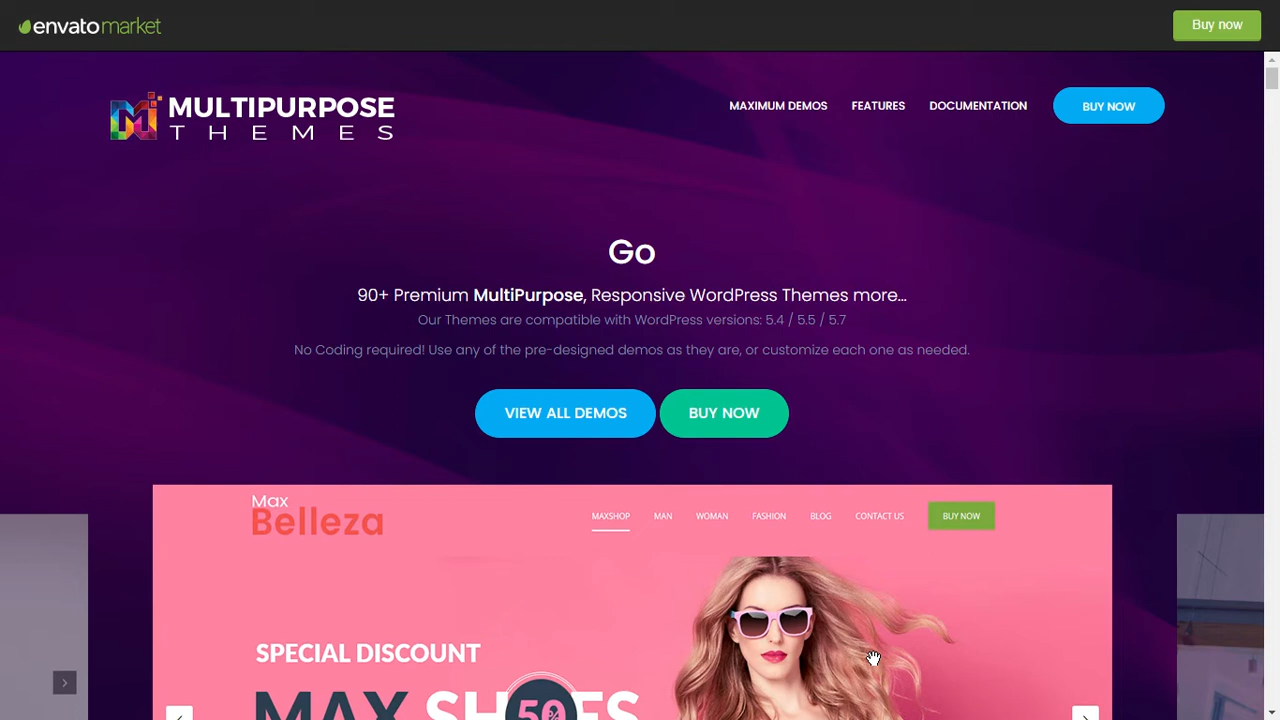 envatomarket
Buy now
MULTIPURPOSE
THEMES
MAXIMUM DEMOS
FEATURES
DOCUMENTATION
BUY NOW
Go
90+ Premium MultiPurpose, Responsive WordPress Themes more...
Our Themes are compatible with WordPress versions: 5.4 / 5.5 / 5.7
No Coding required! Use any of the pre-designed demos as they are, or customize each one as needed.
VIEW ALL DEMOS
BUY NOW
Max
Belleza
MAXSHOP
MAN
WOMAN
FASHION
BLOG
CONTACT US
BUY NOW
SPECIAL DISCOUNT
MAX SHOES
50%